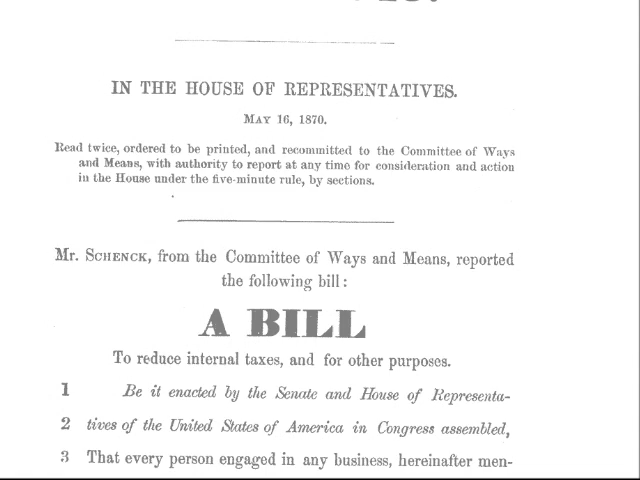 IN THE HOUSE OF REPRESENTATIVES.
MAY 16, 1870.
Read twice, ordered to be printed, and recommitted to the Committee of Ways
and Means, with authority to report at any time for consideration and action
in the House under the five-minute rule, by sections.
Mr. SCHENCK, from the Committee of Ways and Means, reported
the following bill:
A BILL
To reduce internal taxes, and for other purposes.
1 Be it enacted by the Senate and House of Representa-
2 tives of the United States of America in Congress assembled,
3 That every person engaged in any business, hereinafter men-